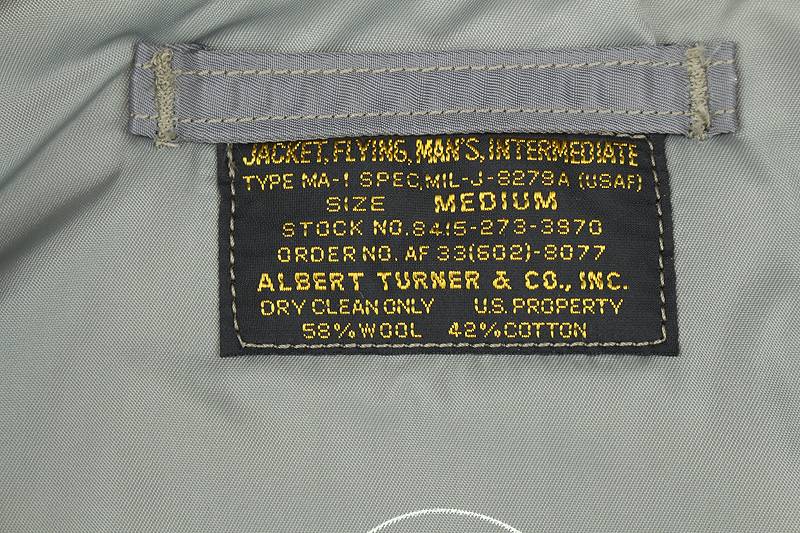 JACKET, FLYING, MAN'S, INTERMEDIATE
TYPE MA-1 SPEC, MIL-J-8279A (USAF)
SIZE MEDIUM
STOCK NO. 8415-273-3970
ORDER NO. AF 33(602)-8077
ALBERT TURNER & CO., INC.
DRY CLEAN ONLY U.S. PROPERTY
58% WOOL 42% COTTON